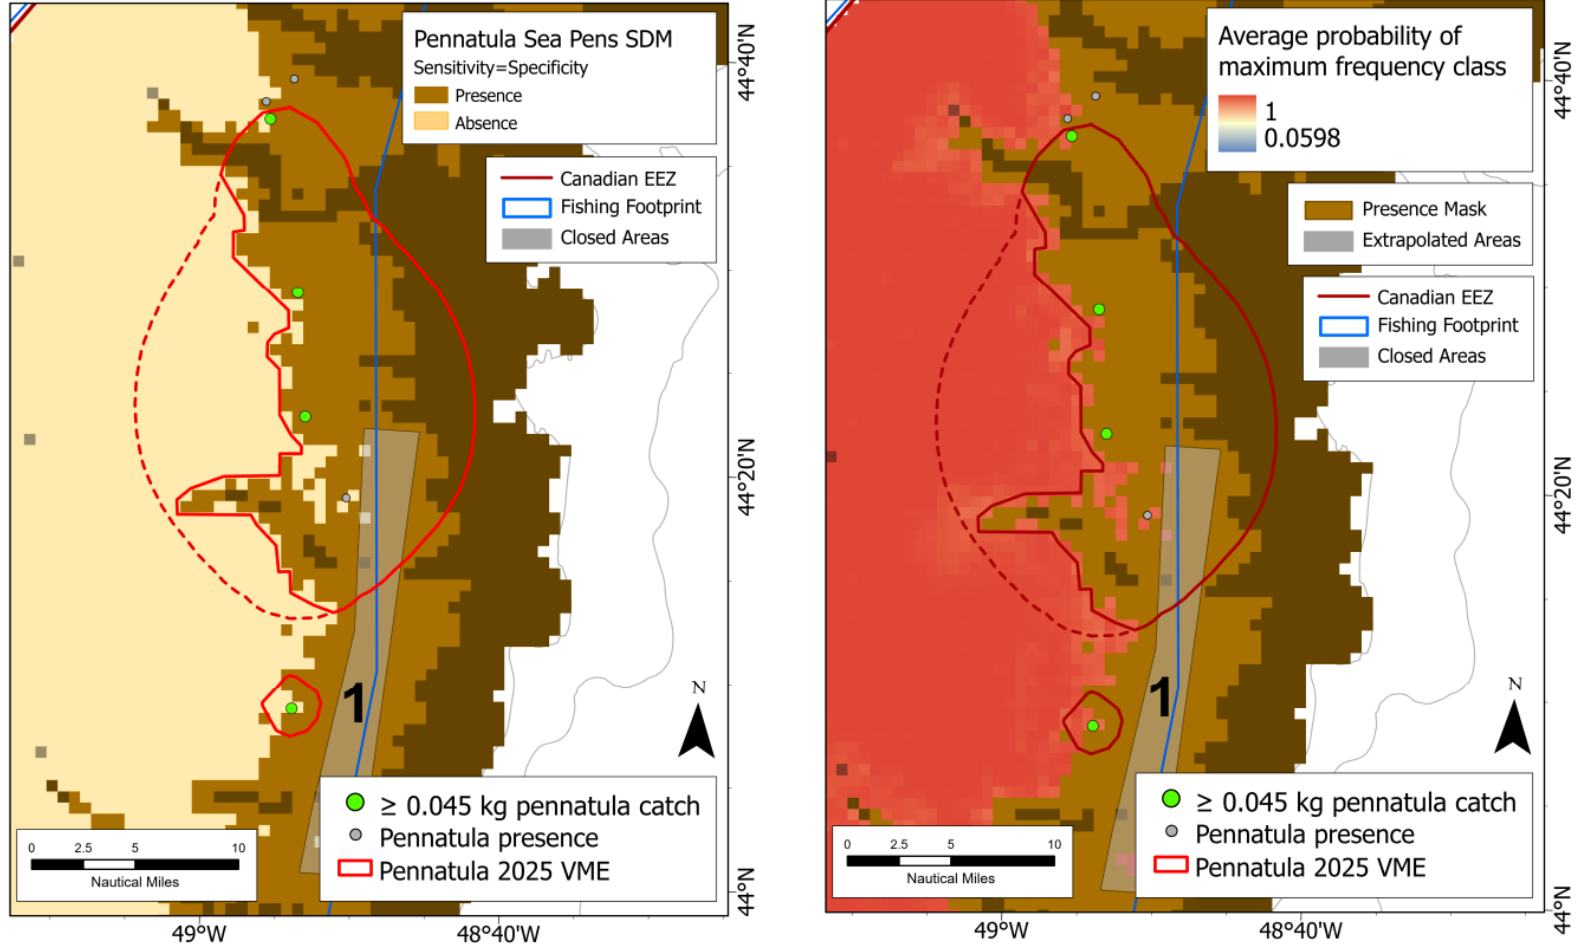 Pennatula Sea Pens SDM
Sensitivity=Specificity
Presence
Absence
Canadian EEZ
Fishing Footprint
Closed Areas
44°40'N
44°20'N
44°N
1
N
≥ 0.045 kg pennatula catch
Pennatula presence
Pennatula 2025 VME
0 2.5 5 10
Nautical Miles
49°W 48°40'W
Average probability of
maximum frequency class
1
0.0598
Presence Mask
Extrapolated Areas
Canadian EEZ
Fishing Footprint
Closed Areas
44°40'N
44°20'N
44°N
1
N
≥ 0.045 kg pennatula catch
Pennatula presence
Pennatula 2025 VME
0 2.5 5 10
Nautical Miles
49°W 48°40'W